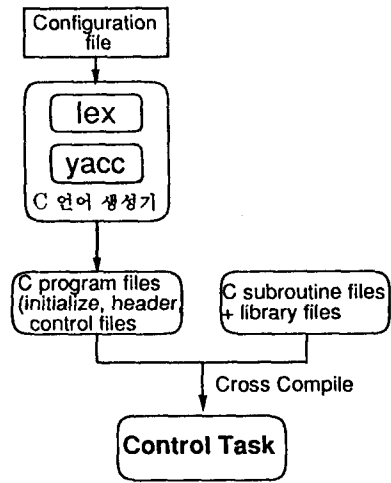 Configuration
file
lex
yacc
C 언어 생성기
C program files
(initialize, header,
control files
C subroutine files
+ library files
Cross Compile
Control Task